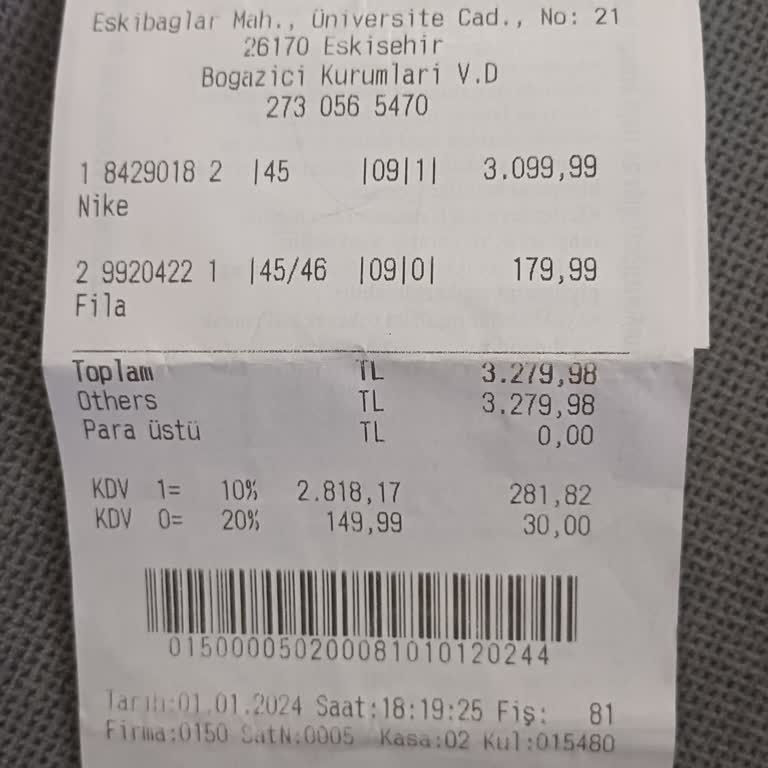 Eskibaglar Mah., Üniversite Cad., No: 21
26170 Eskisehir
Bogazici Kurumlari V.D
273 056 5470
1 8429018 2 |45 |09|1| 3.099,99
Nike
2 9920422 1 |45/46 |09|0| 179,99
Fila
Toplam TL 3.279,98
Others TL 3.279,98
Para üstü TL 0,00
KDV 1= 10% 2.818,17 281,82
KDV 0= 20% 149,99 30,00
015000050200081010120244
Tarih:01.01.2024 Saat:18:19:25 Fiş: 81
Firma:0150 SatN:0005 Kasa:02 Kul:015480